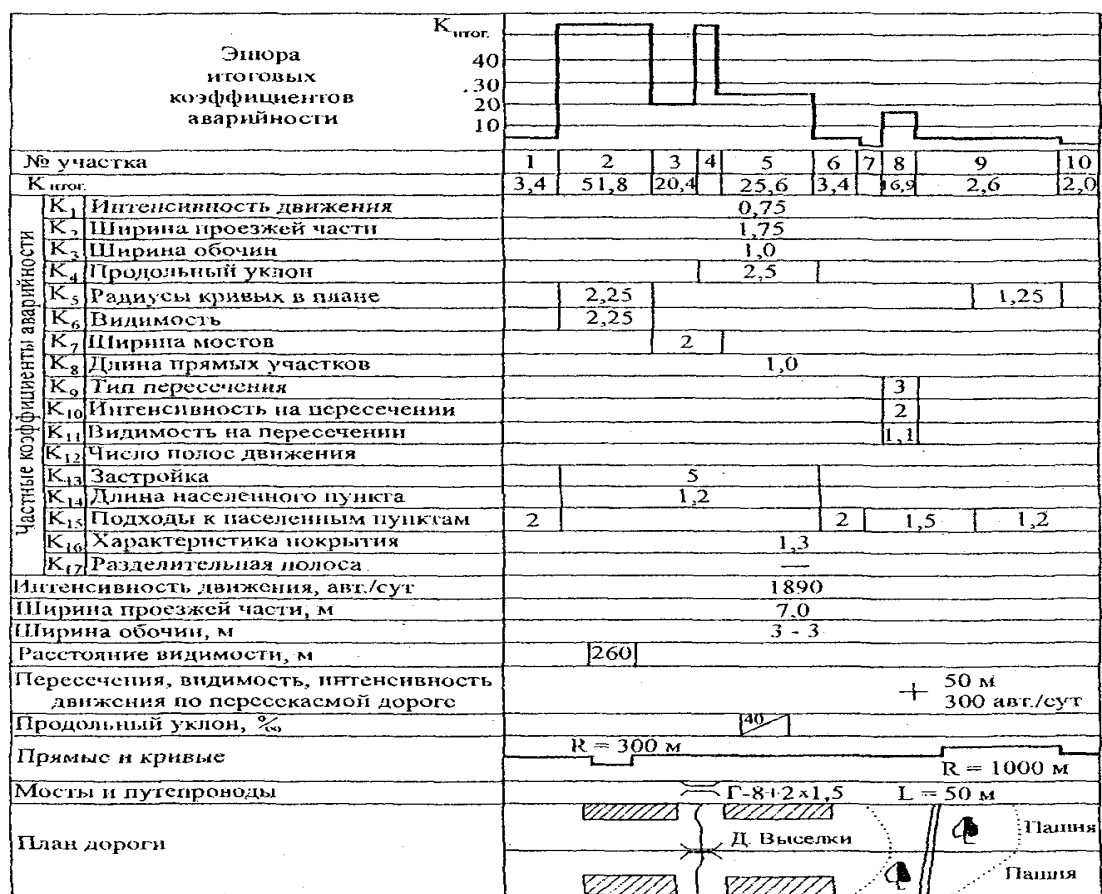 Эпюра итоговых коэффициентов аварийности
Kитог.
40
30
20
10
№ участка 1 2 3 4 5 6 7 8 9 10
K итог. 3,4 51,8 20,4 25,6 3,4 16,9 2,6 2,0
Частные коэффициенты аварийности
K1 Интенсивность движения 0,75
K2 Ширина проезжей части 1,75
K3 Ширина обочин 1,0
K4 Продольный уклон 2,5
K5 Радиусы кривых в плане 2,25 1,25
K6 Видимость 2,25
K7 Ширина мостов 2
K8 Длина прямых участков 1,0
K9 Тип пересечения 3
K10 Интенсивность на пересечении 2
K11 Видимость на пересечении 1,1
K12 Число полос движения
K13 Застройка 5
K14 Длина населенного пункта 1,2
K15 Подходы к населенным пунктам 2 2 1,5 1,2
K16 Характеристика покрытия 1,3
K17 Разделительная полоса —
Интенсивность движения, авт./сут 1890
Ширина проезжей части, м 7,0
Ширина обочин, м 3 - 3
Расстояние видимости, м 260
Пересечения, видимость, интенсивность 50 м
движения по пересекаемой дороге 300 авт./сут
Продольный уклон, ‰ 40
Прямые и кривые R = 300 м R = 1000 м
Мосты и путепроводы Г-8+2x1,5 L = 50 м
План дороги Д. Выселки Пашня
Пашня